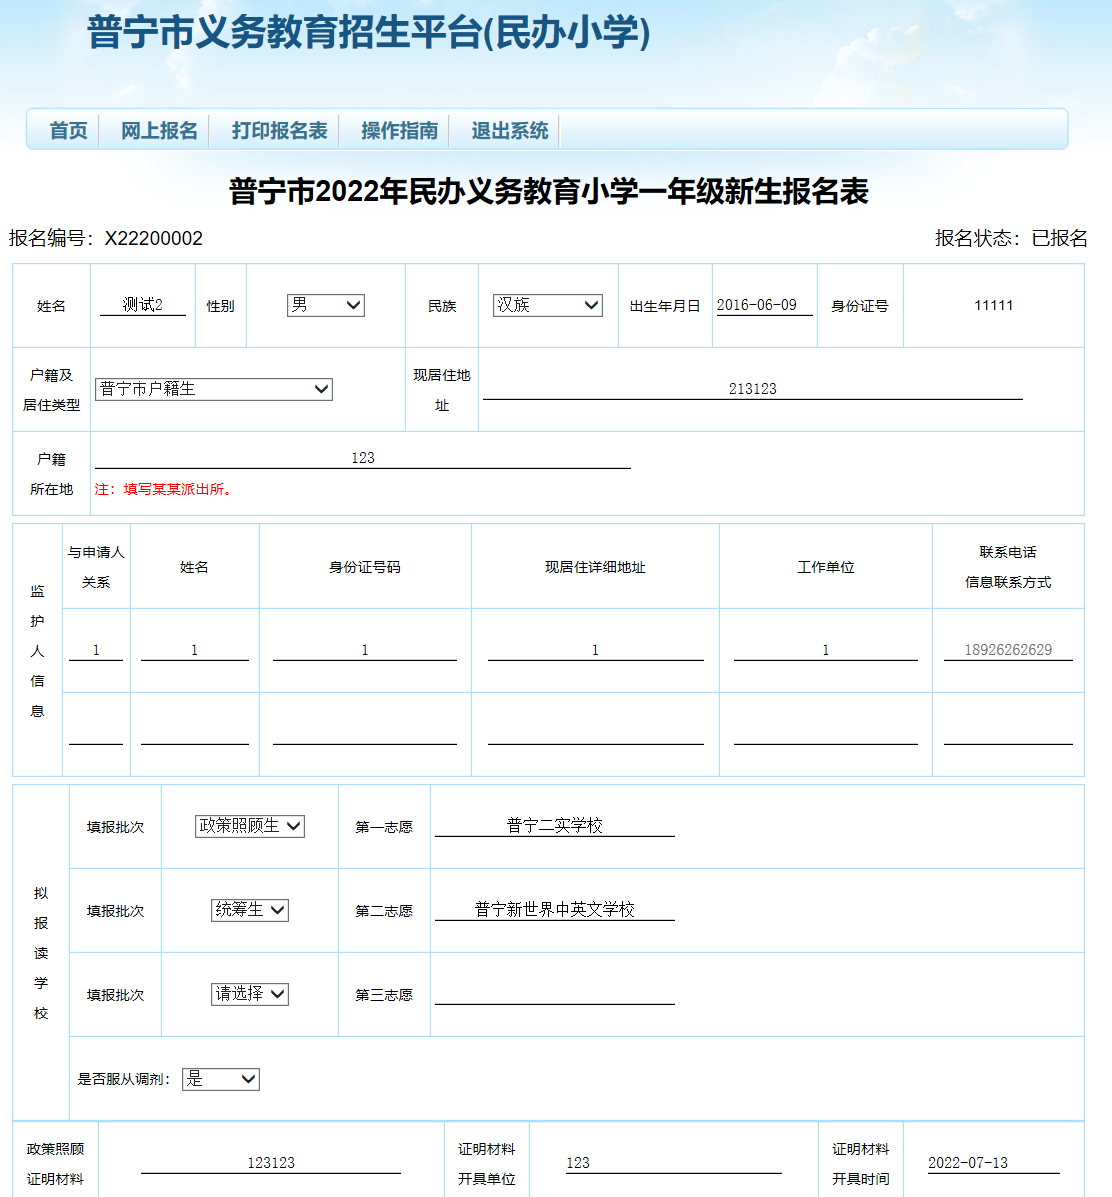 普宁市义务教育招生平台(民办小学)
首页 网上报名 打印报名表 操作指南 退出系统
普宁市2022年民办义务教育小学一年级新生报名表
报名编号：X22200002 报名状态：已报名
姓名 测试2 性别 男 民族 汉族 出生年月日 2016-06-09 身份证号 11111
户籍及
居住类型
普宁市户籍生
现居住地
址
213123
户籍
所在地
123
注：填写某某派出所。
监
护
人
信
息
与申请人
关系
姓名 身份证号码 现居住详细地址 工作单位
联系电话
信息联系方式
1 1 1 1 1 18926262629
拟
报
读
学
校
填报批次 政策照顾生 第一志愿 普宁二实学校
填报批次 统筹生 第二志愿 普宁新世界中英文学校
填报批次 请选择 第三志愿
是否服从调剂： 是
政策照顾
证明材料
123123
证明材料
开具单位
123
证明材料
开具时间
2022-07-13